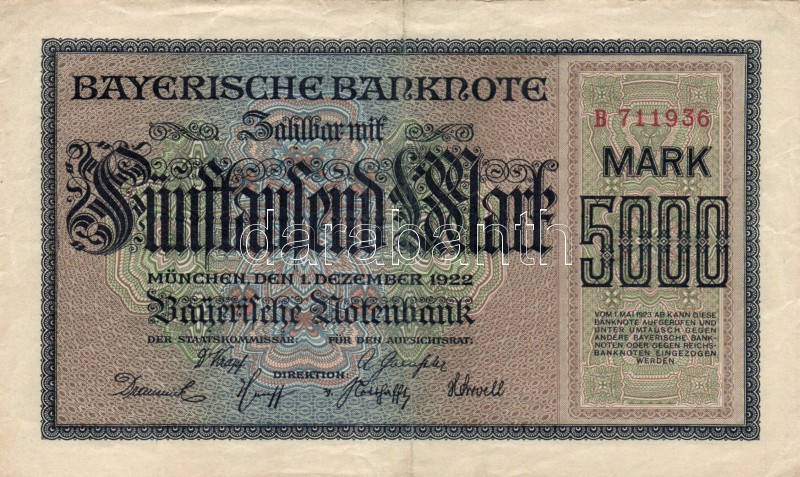 BAYERISCHE BANKNOTE
Zahlbar mit
Fünftausend Mark
MÜNCHEN, DEN 1. DEZEMBER 1922
Bayerische Notenbank
DER STAATSKOMMISSAR: FÜR DEN AUFSICHTSRAT:
DIREKTION:
B 711936
MARK
5000
VOM 1 MAI 1923 AB KANN DIESE
BANKNOTE AUFGERUFEN UND
UNTER UMTAUSCH GEGEN
ANDERE BAYERISCHE BANK-
NOTEN ODER GEGEN REICHS-
BANKNOTEN EINGEZOGEN
WERDEN
darabanth